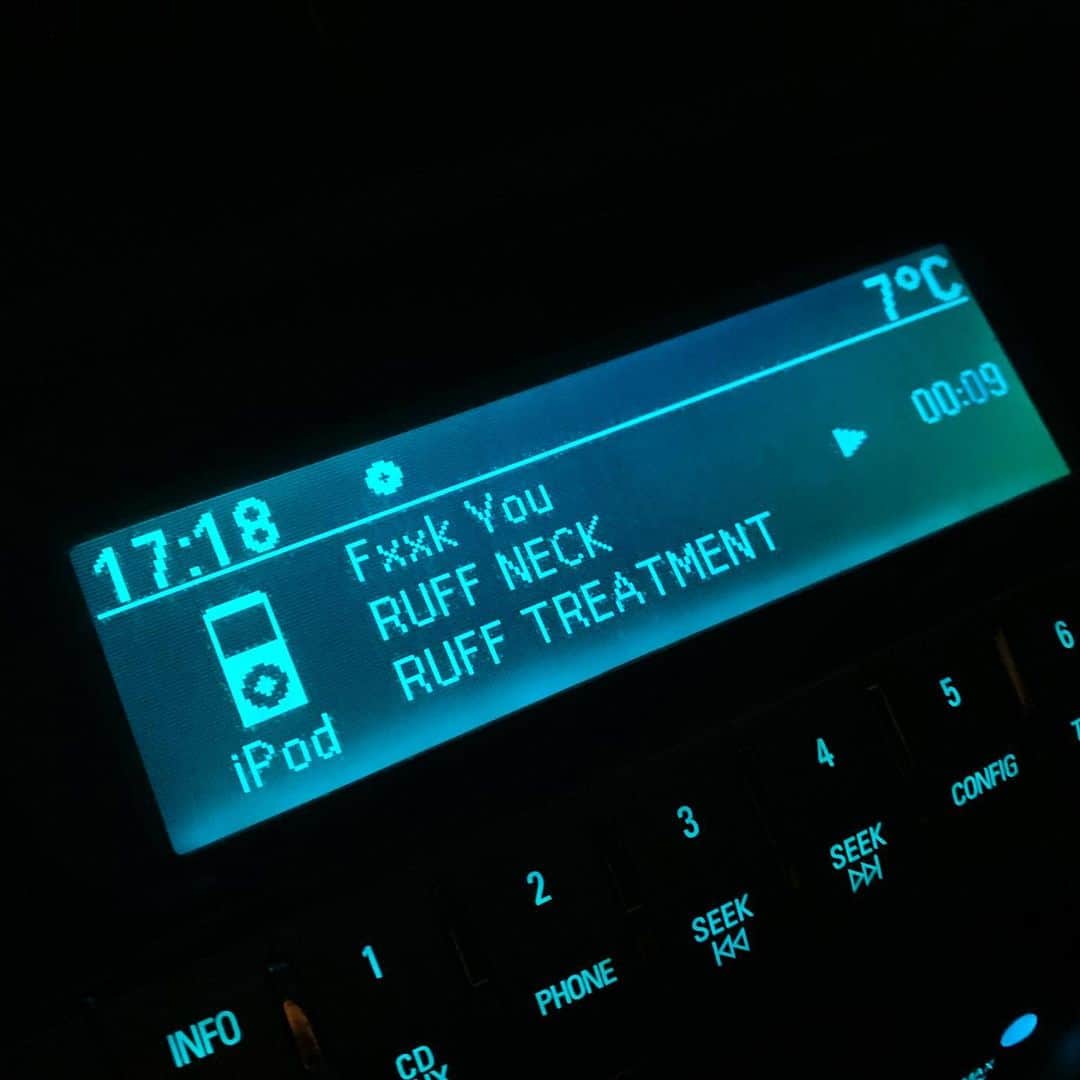 17:18
7°C
00:09
Fxxk You
RUFF NECK
RUFF TREATMENT
iPod
1
2
3
4
5
6
INFO
CD
PHONE
SEEK
SEEK
CONFIG